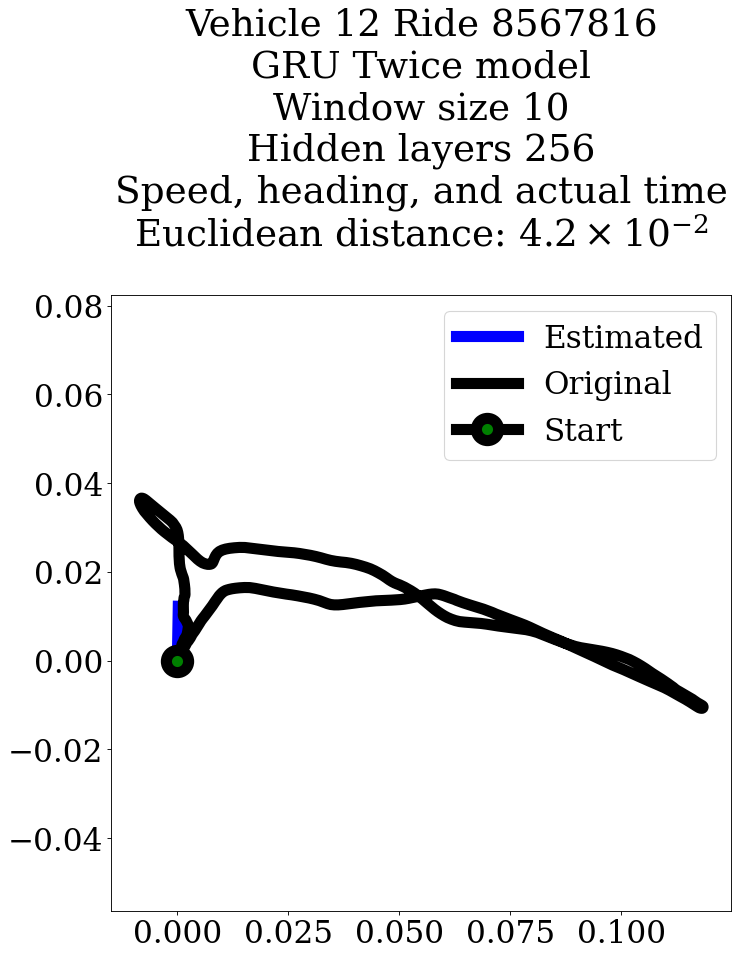 Vehicle 12 Ride 8567816
GRU Twice model
Window size 10
Hidden layers 256
Speed, heading, and actual time
Euclidean distance: 4.2 × 10⁻²
Estimated
Original
Start
0.08
0.06
0.04
0.02
0.00
−0.02
−0.04
0.000 0.025 0.050 0.075 0.100